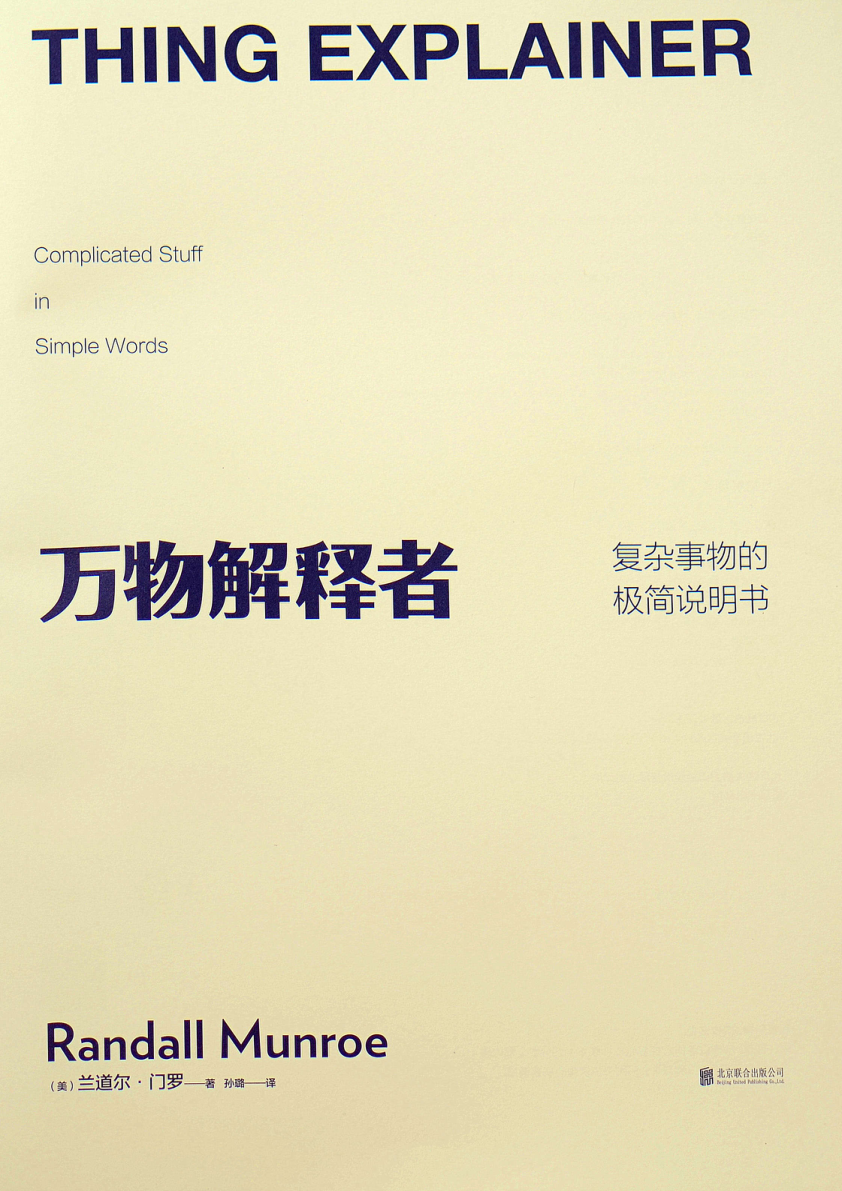 THING EXPLAINER
Complicated Stuff
in
Simple Words
万物解释者
复杂事物的
极简说明书
Randall Munroe
（美）兰道尔·门罗——著 孙璐——译
北京联合出版公司
Beijing United Publishing Co.,Ltd.